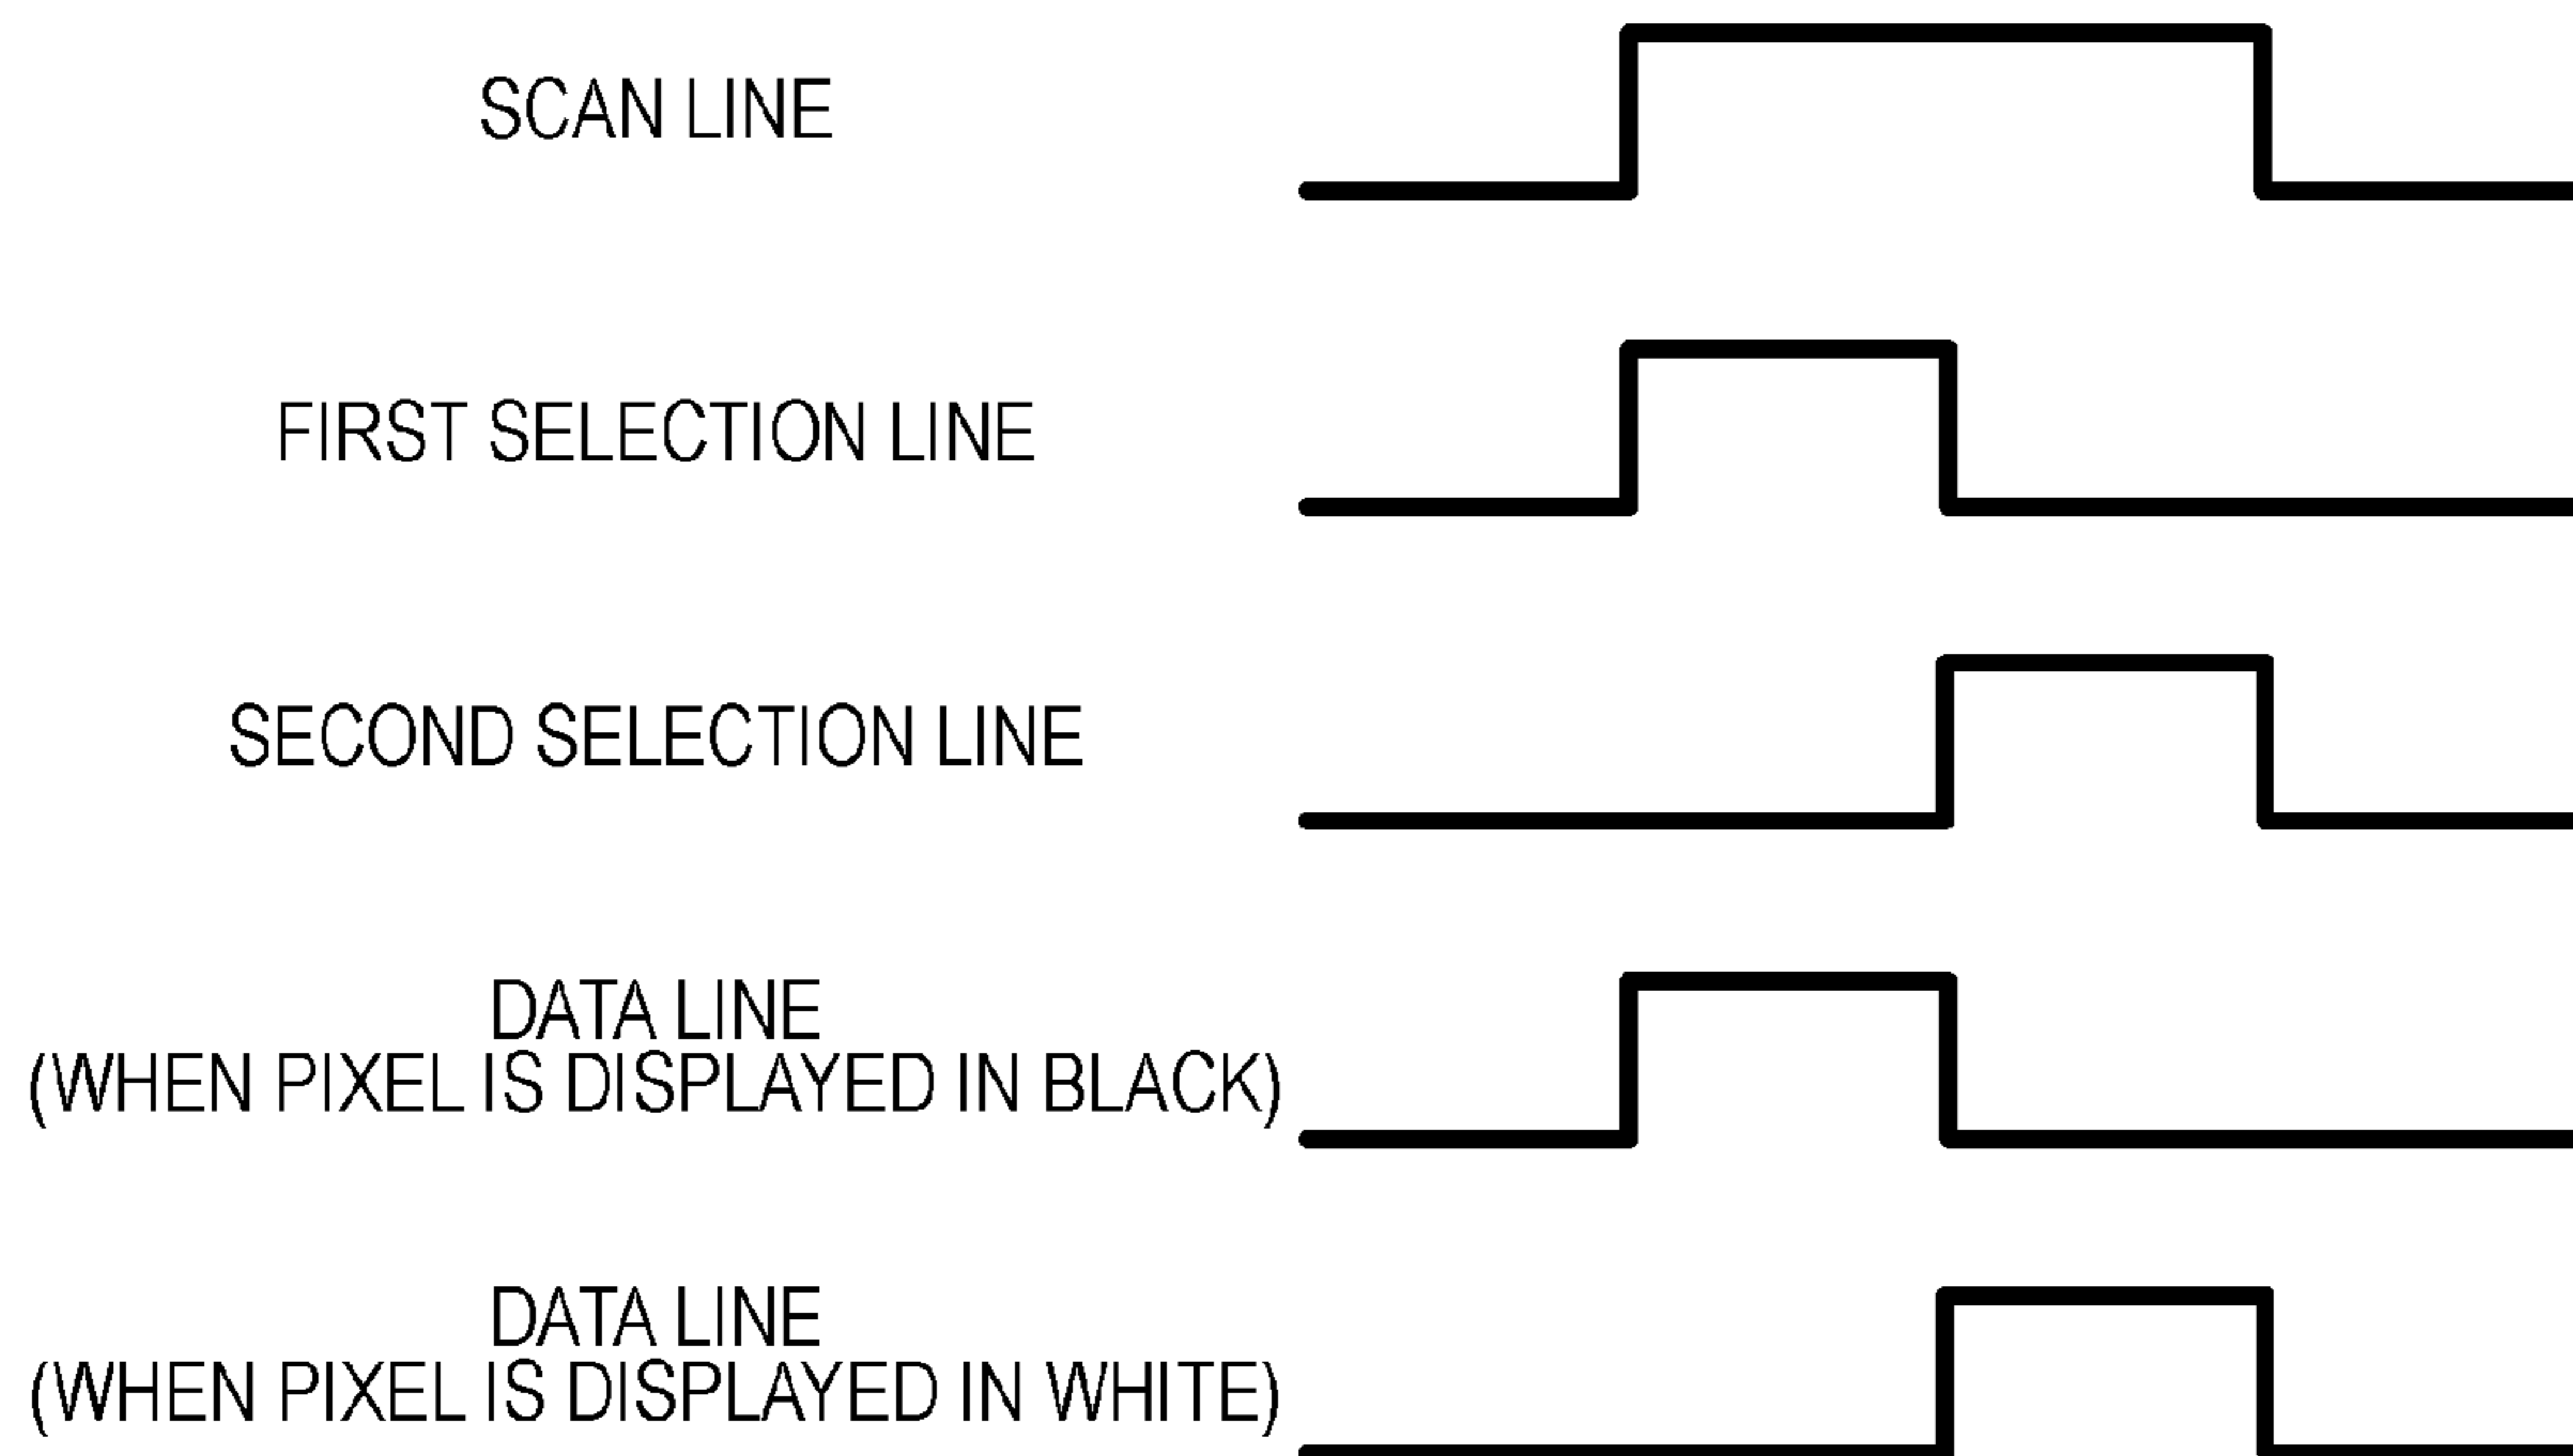 SCAN LINE
FIRST SELECTION LINE
SECOND SELECTION LINE
DATA LINE
(WHEN PIXEL IS DISPLAYED IN BLACK)
DATA LINE
(WHEN PIXEL IS DISPLAYED IN WHITE)